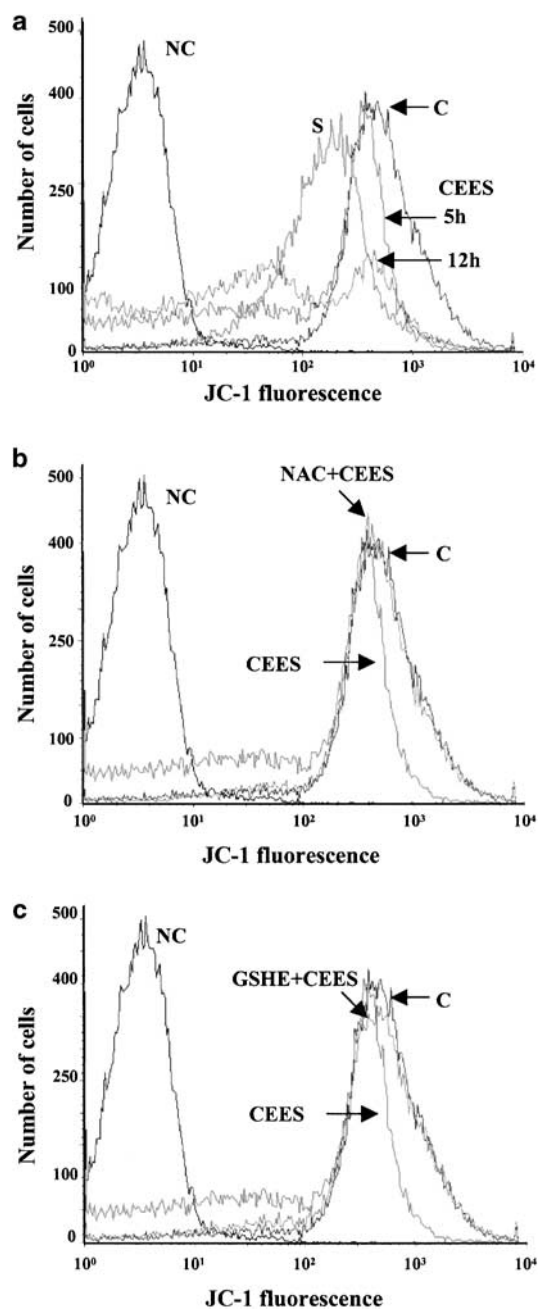 a
500
400
250
100
0
Number of cells
NC
S
C
CEES
5h
12h
10⁰
10¹
10²
10³
10⁴
JC-1 fluorescence
b
500
400
250
100
0
Number of cells
NC
NAC+CEES
C
CEES
10⁰
10¹
10²
10³
10⁴
JC-1 fluorescence
c
500
400
250
100
0
Number of cells
NC
GSHE+CEES
C
CEES
10⁰
10¹
10²
10³
10⁴
JC-1 fluorescence